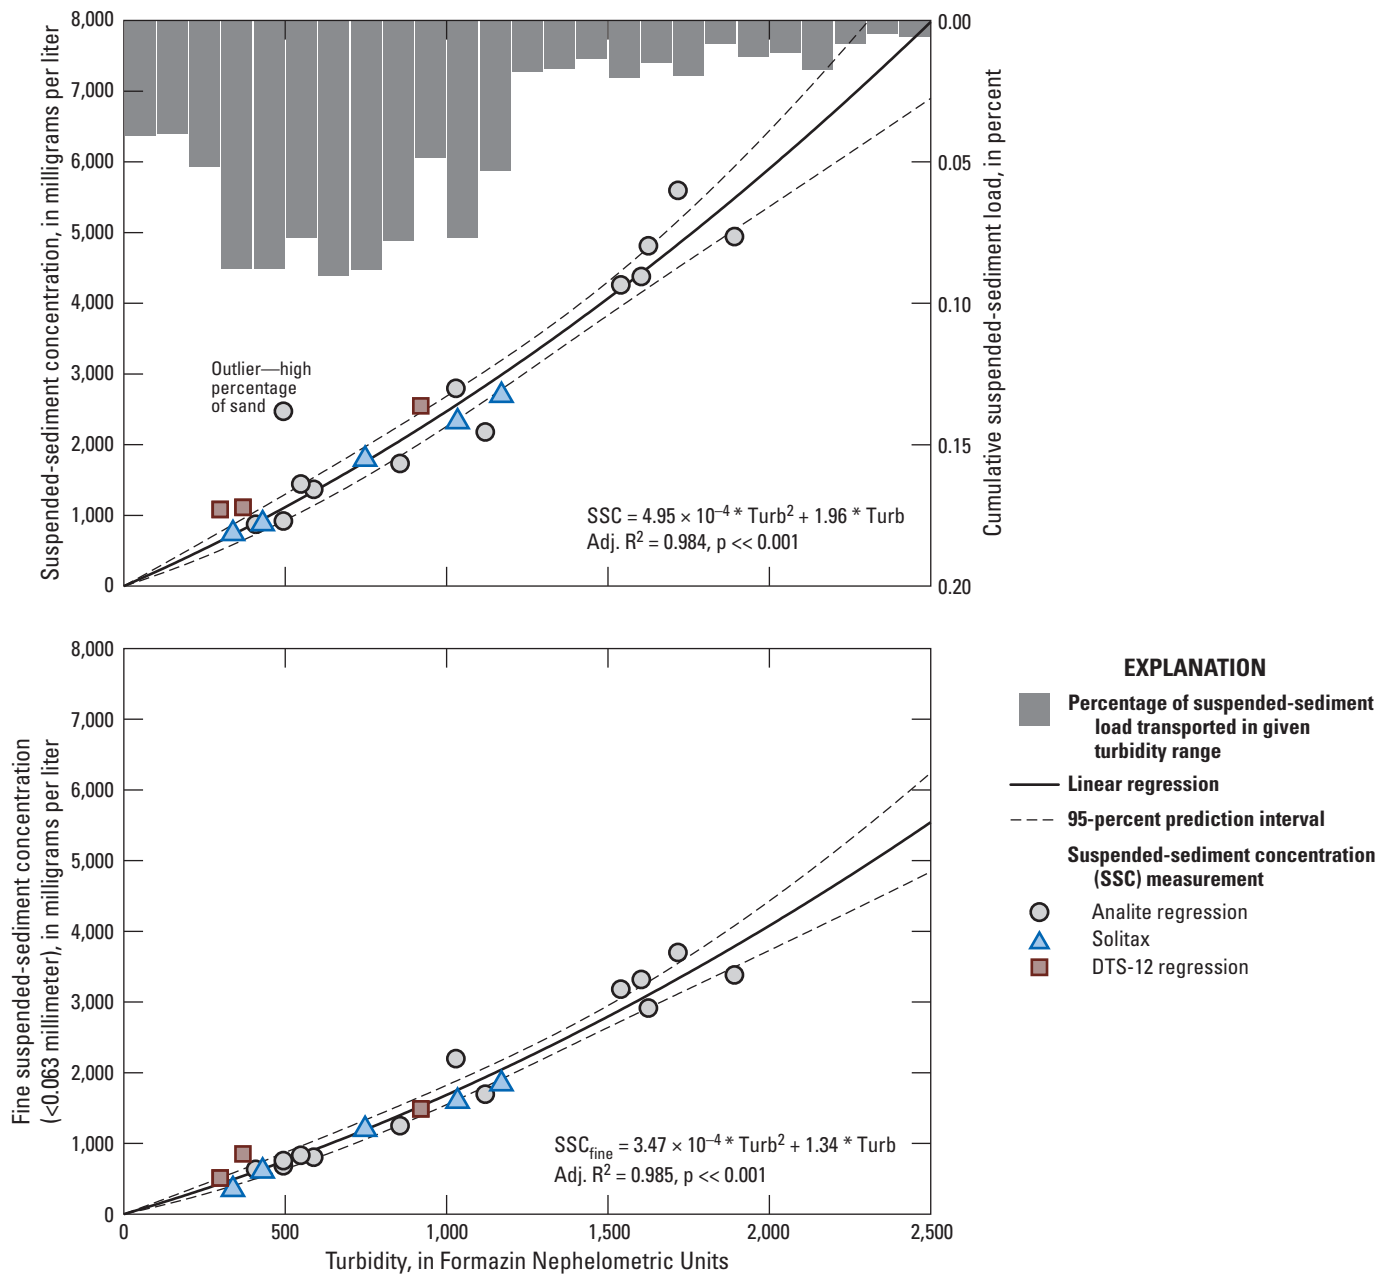 Suspended-sediment concentration, in milligrams per liter
8,000
7,000
6,000
5,000
4,000
3,000
2,000
1,000
0
Outlier—high
percentage
of sand
SSC = 4.95 × 10⁻⁴ * Turb² + 1.96 * Turb
Adj. R² = 0.984, p << 0.001
0.00
0.05
0.10
0.15
0.20
Cumulative suspended-sediment load, in percent
Fine suspended-sediment concentration
(<0.063 millimeter), in milligrams per liter
8,000
7,000
6,000
5,000
4,000
3,000
2,000
1,000
0
SSC_fine = 3.47 × 10⁻⁴ * Turb² + 1.34 * Turb
Adj. R² = 0.985, p << 0.001
0 500 1,000 1,500 2,000 2,500
Turbidity, in Formazin Nephelometric Units
EXPLANATION
Percentage of suspended-sediment
load transported in given
turbidity range
Linear regression
95-percent prediction interval
Suspended-sediment concentration
(SSC) measurement
Analite regression
Solitax
DTS-12 regression